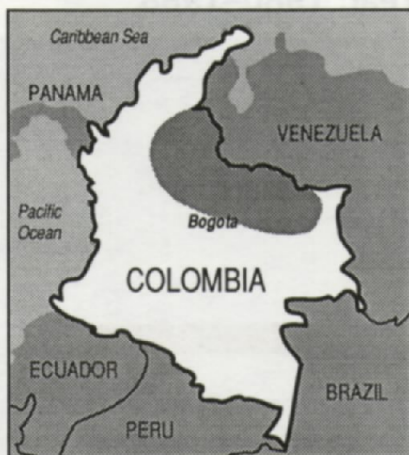 Caribbean Sea
PANAMA
VENEZUELA
Pacific
Ocean
Bogota
COLOMBIA
ECUADOR
BRAZIL
PERU